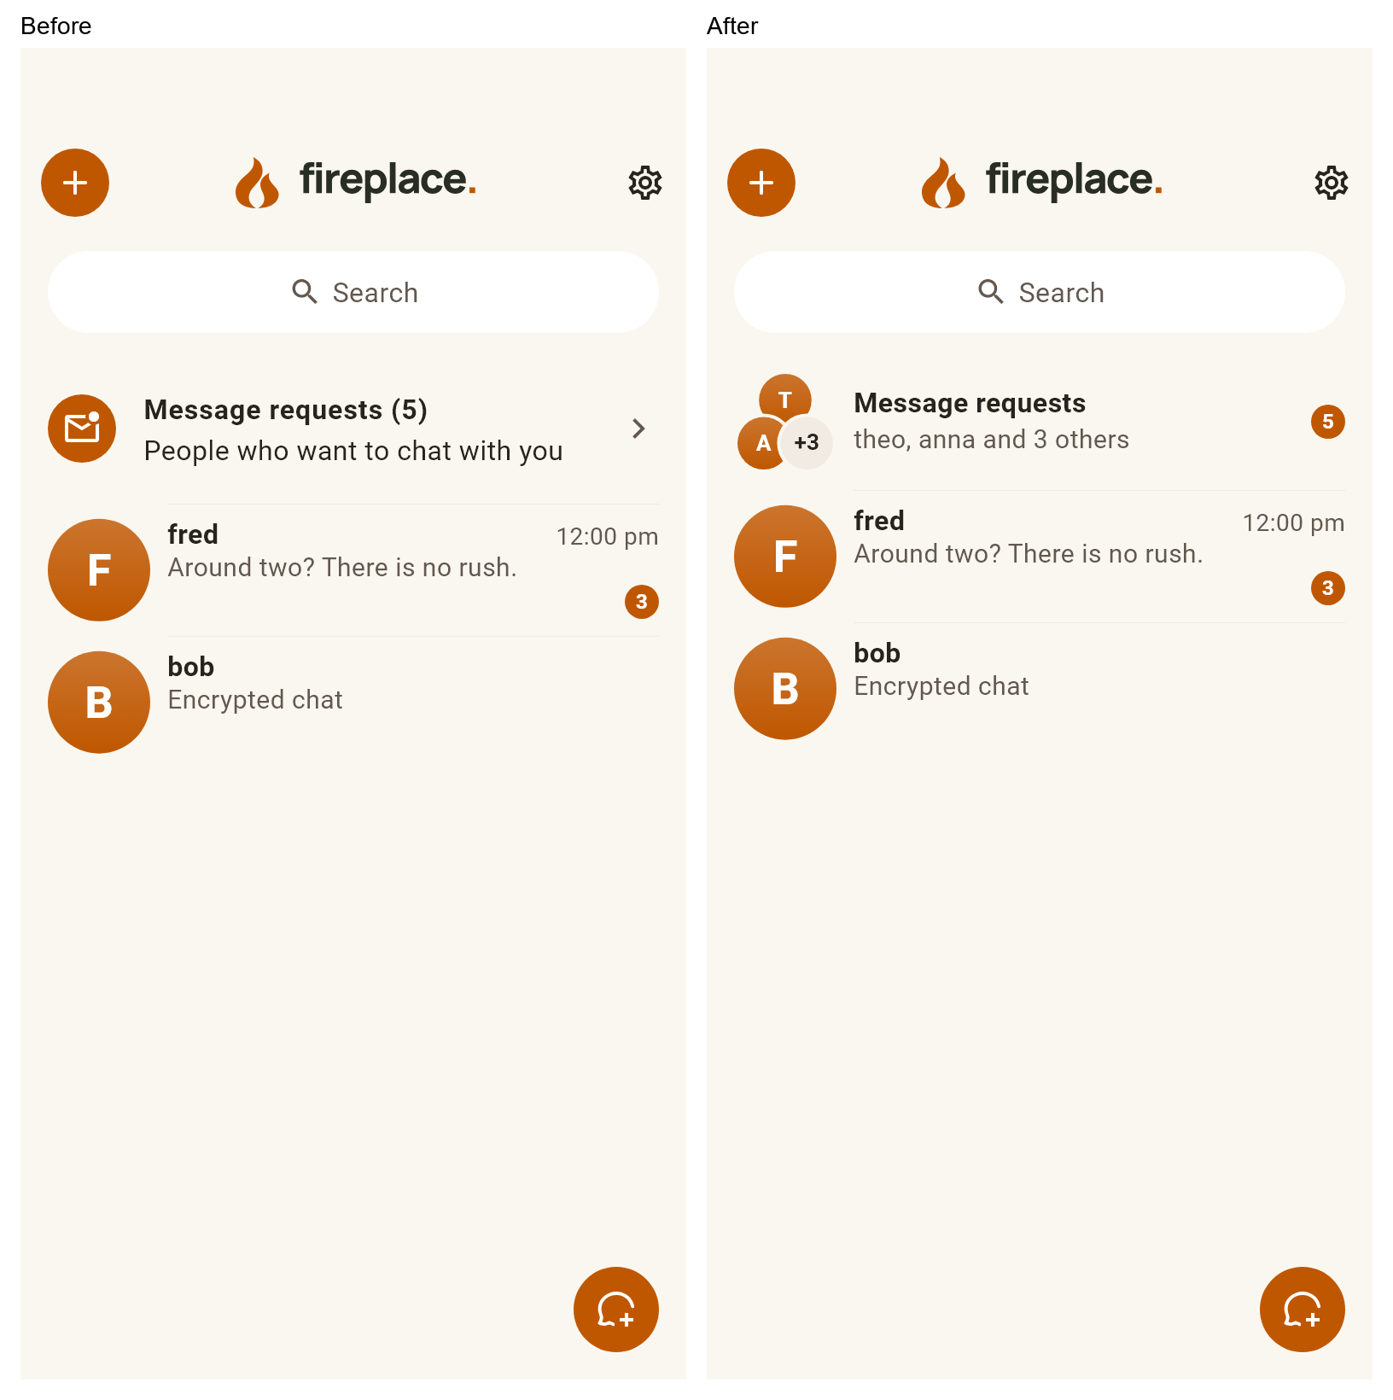 Before
fireplace.
Search
Message requests (5)
People who want to chat with you
F
fred
12:00 pm
Around two? There is no rush.
3
B
bob
Encrypted chat
After
fireplace.
Search
T
A
+3
Message requests
theo, anna and 3 others
5
F
fred
12:00 pm
Around two? There is no rush.
3
B
bob
Encrypted chat